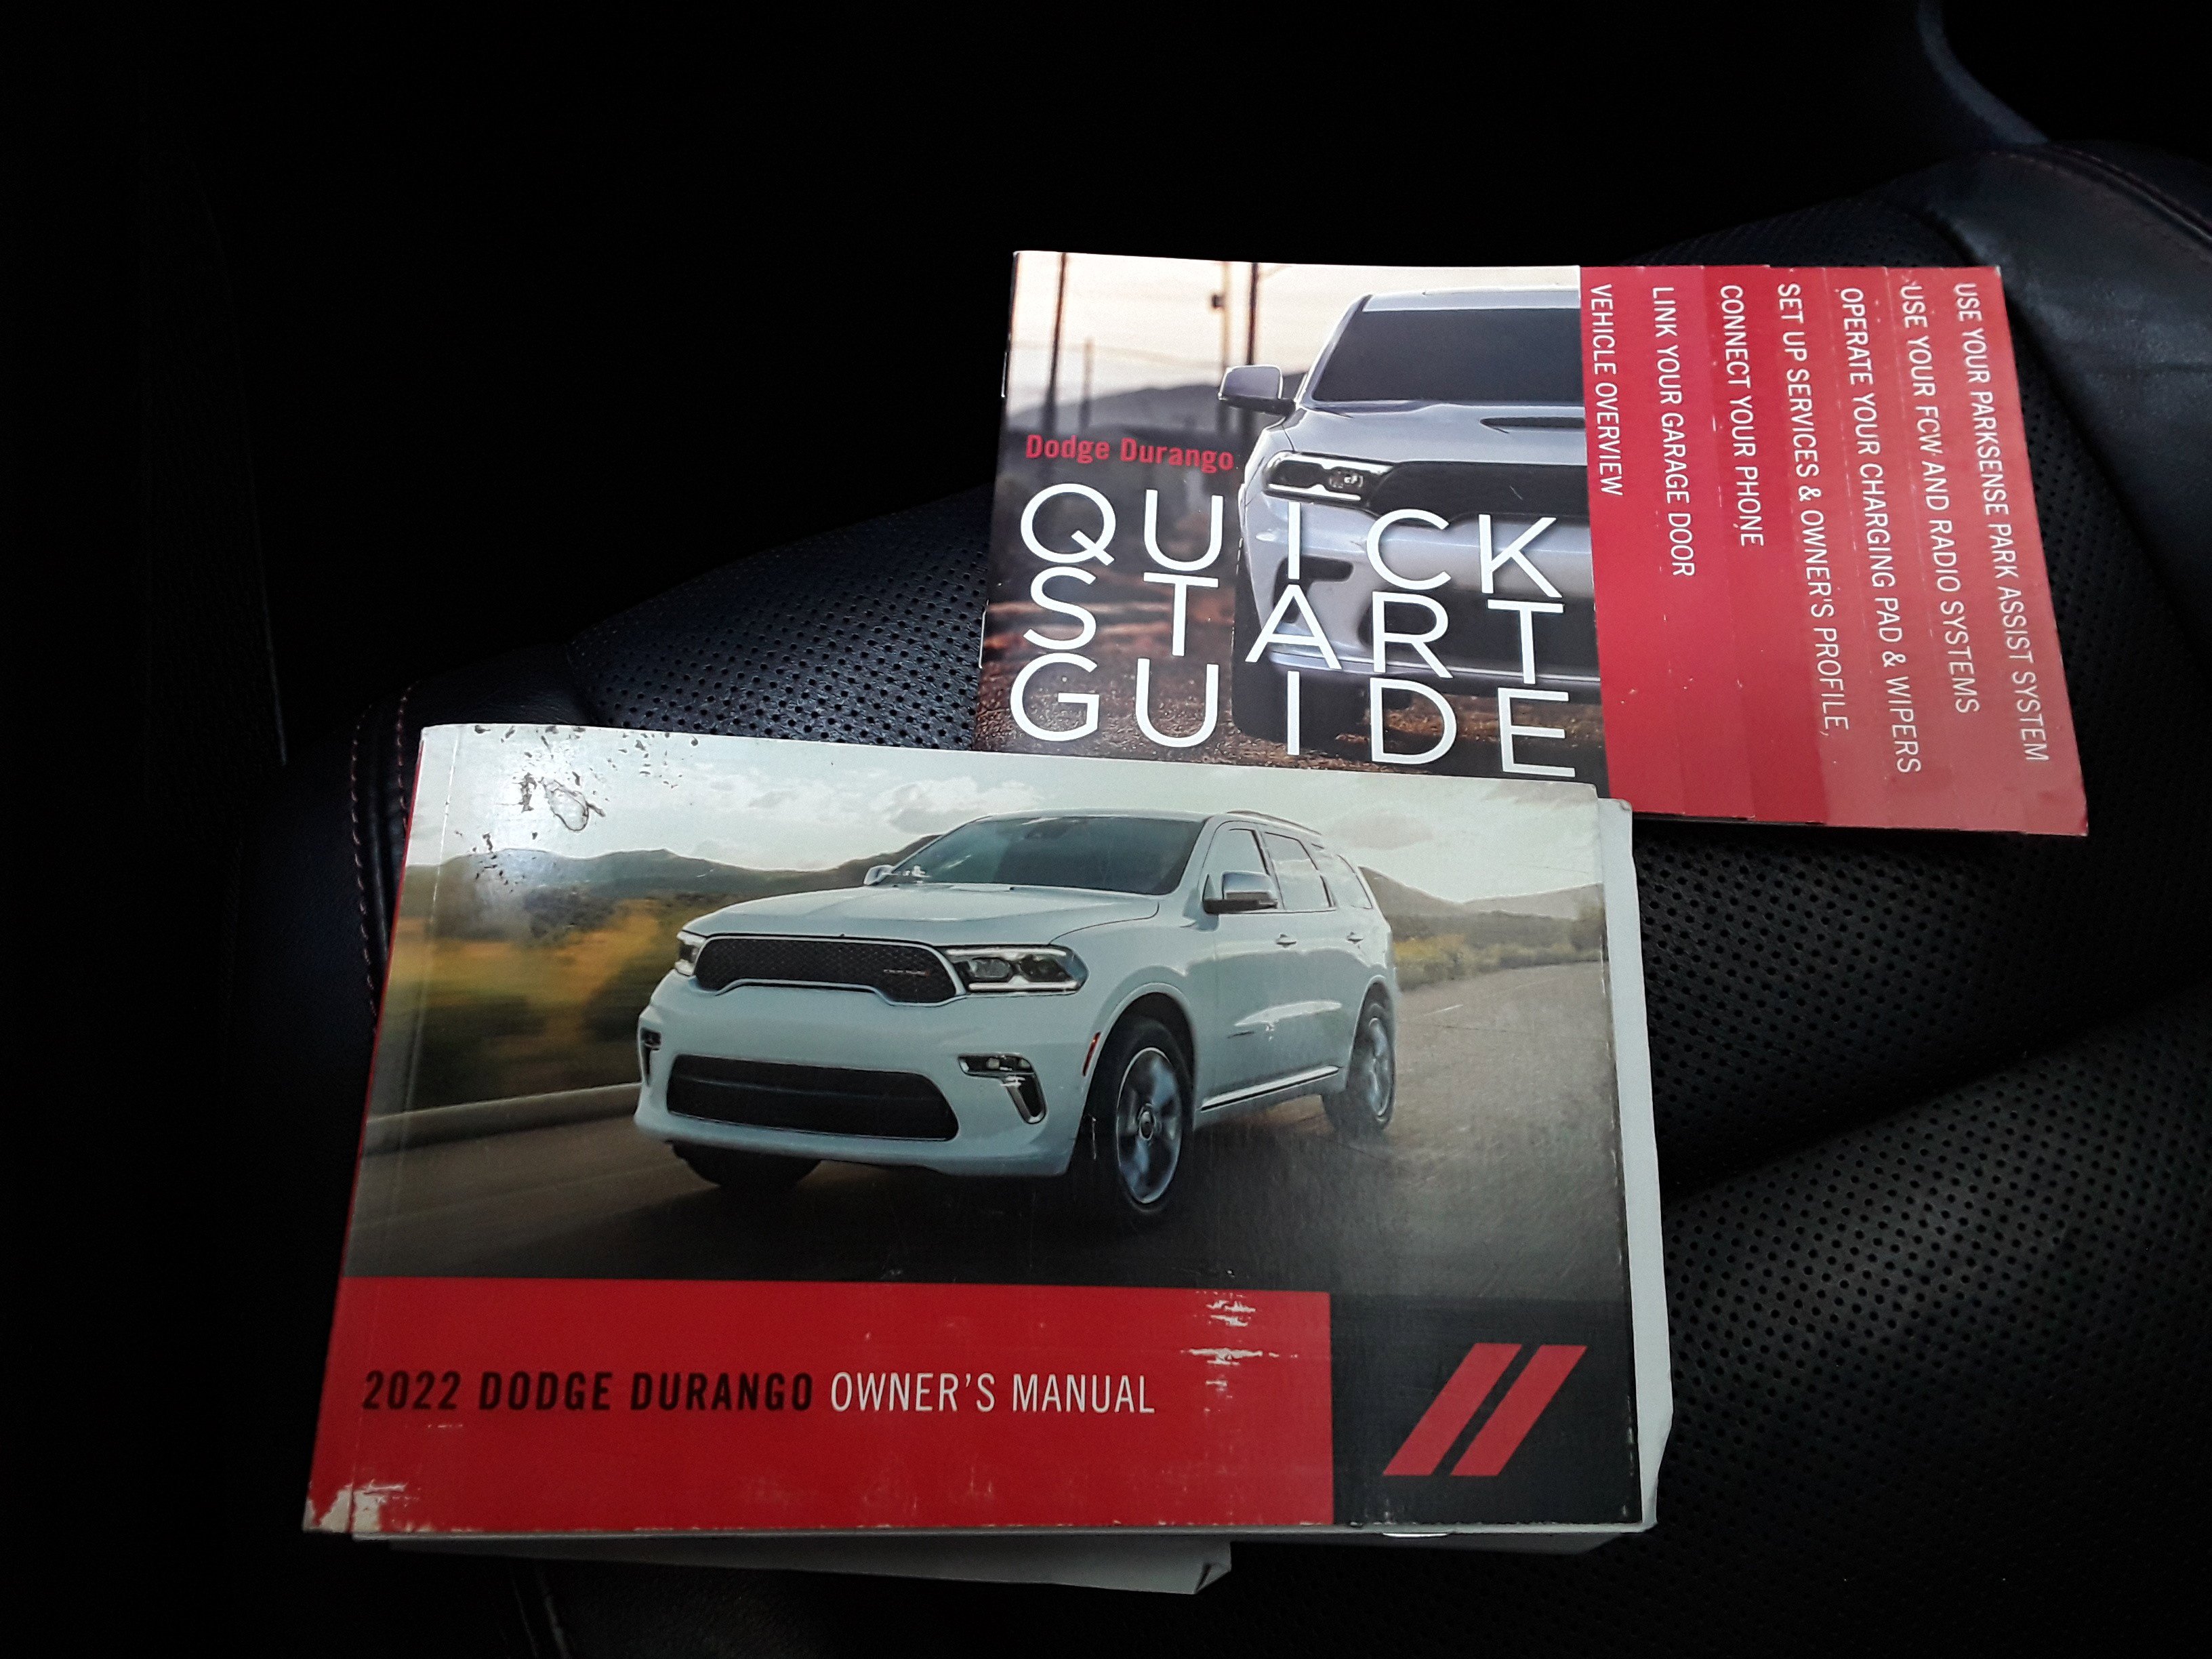 Dodge Durango
QUICK
START
GUIDE
VEHICLE OVERVIEW
LINK YOUR GARAGE DOOR
CONNECT YOUR PHONE
SET UP SERVICES & OWNER'S PROFILE,
OPERATE YOUR CHARGING PAD & WIPERS
USE YOUR FCW AND RADIO SYSTEMS
USE YOUR PARKSENSE PARK ASSIST SYSTEM
2022 DODGE DURANGO OWNER'S MANUAL